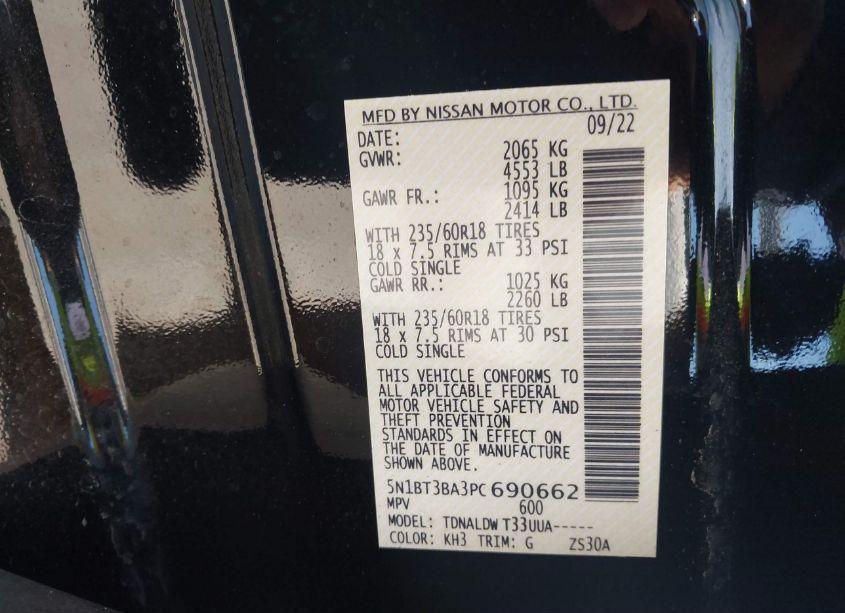 MFD BY NISSAN MOTOR CO., LTD.
DATE: 09/22
GVWR: 2065 KG
4553 LB
GAWR FR.: 1095 KG
2414 LB
WITH 235/60R18 TIRES
18 x 7.5 RIMS AT 33 PSI
COLD SINGLE
GAWR RR.: 1025 KG
2260 LB
WITH 235/60R18 TIRES
18 x 7.5 RIMS AT 30 PSI
COLD SINGLE
THIS VEHICLE CONFORMS TO
ALL APPLICABLE FEDERAL
MOTOR VEHICLE SAFETY AND
THEFT PREVENTION
STANDARDS IN EFFECT ON
THE DATE OF MANUFACTURE
SHOWN ABOVE.
5N1BT3BA3PC690662
MPV 600
MODEL: TDNALDW T33UUA-----
COLOR: KH3 TRIM: G ZS30A